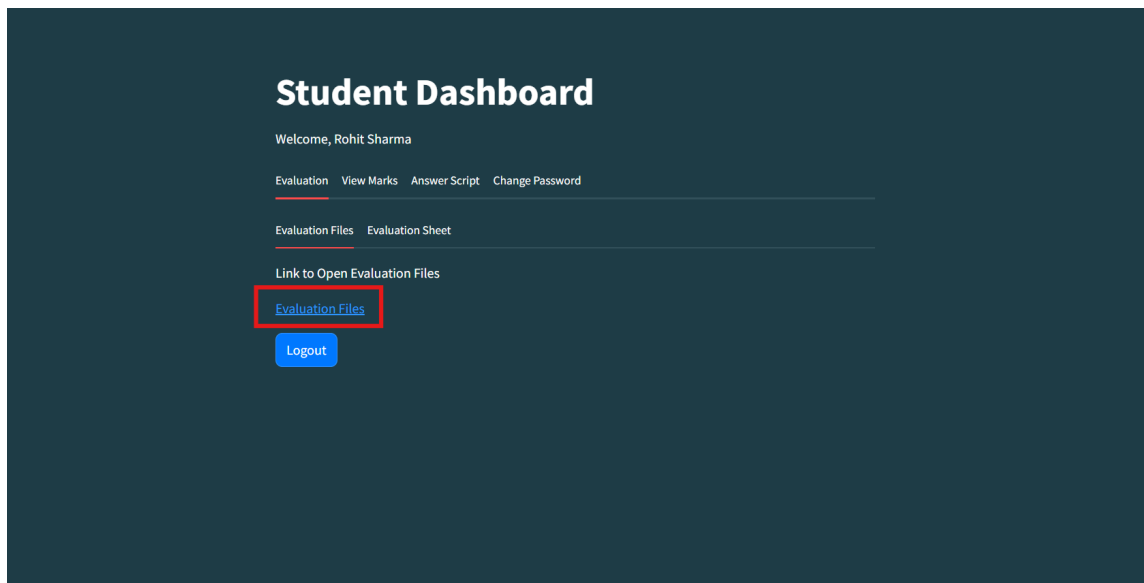 Student Dashboard
Welcome, Rohit Sharma
Evaluation View Marks Answer Script Change Password
Evaluation Files Evaluation Sheet
Link to Open Evaluation Files
Evaluation Files
Logout